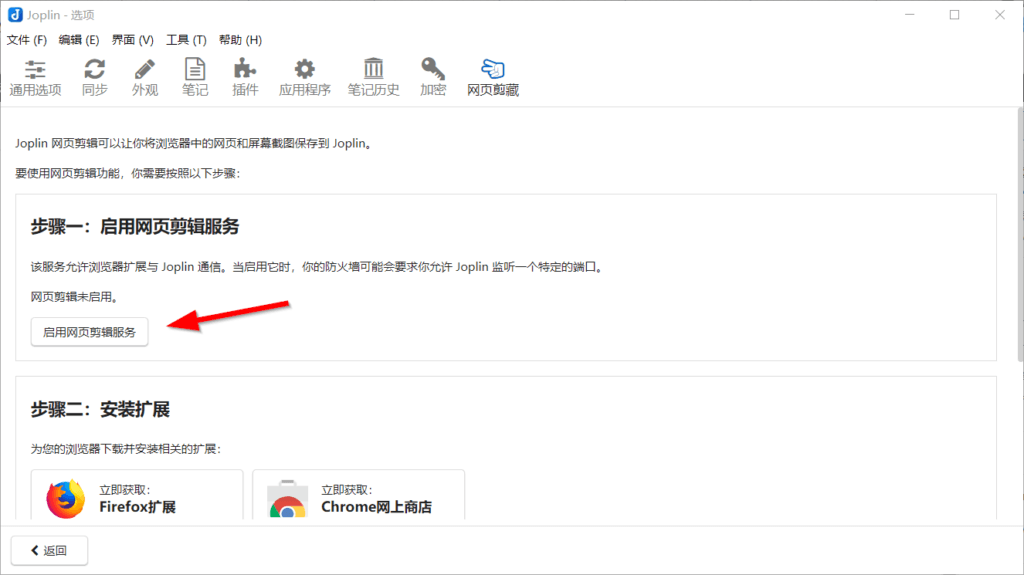 Joplin - 选项
文件 (F) 编辑 (E) 界面 (V) 工具 (T) 帮助 (H)
通用选项 同步 外观 笔记 插件 应用程序 笔记历史 加密 网页剪藏
Joplin 网页剪辑可以让你将浏览器中的网页和屏幕截图保存到 Joplin。
要使用网页剪辑功能，你需要按照以下步骤：
步骤一：启用网页剪辑服务
该服务允许浏览器扩展与 Joplin 通信。当启用它时，你的防火墙可能会要求你允许 Joplin 监听一个特定的端口。
网页剪辑未启用。
启用网页剪辑服务
步骤二：安装扩展
为您的浏览器下载并安装相关的扩展：
立即获取：
Firefox扩展
立即获取：
Chrome网上商店
返回